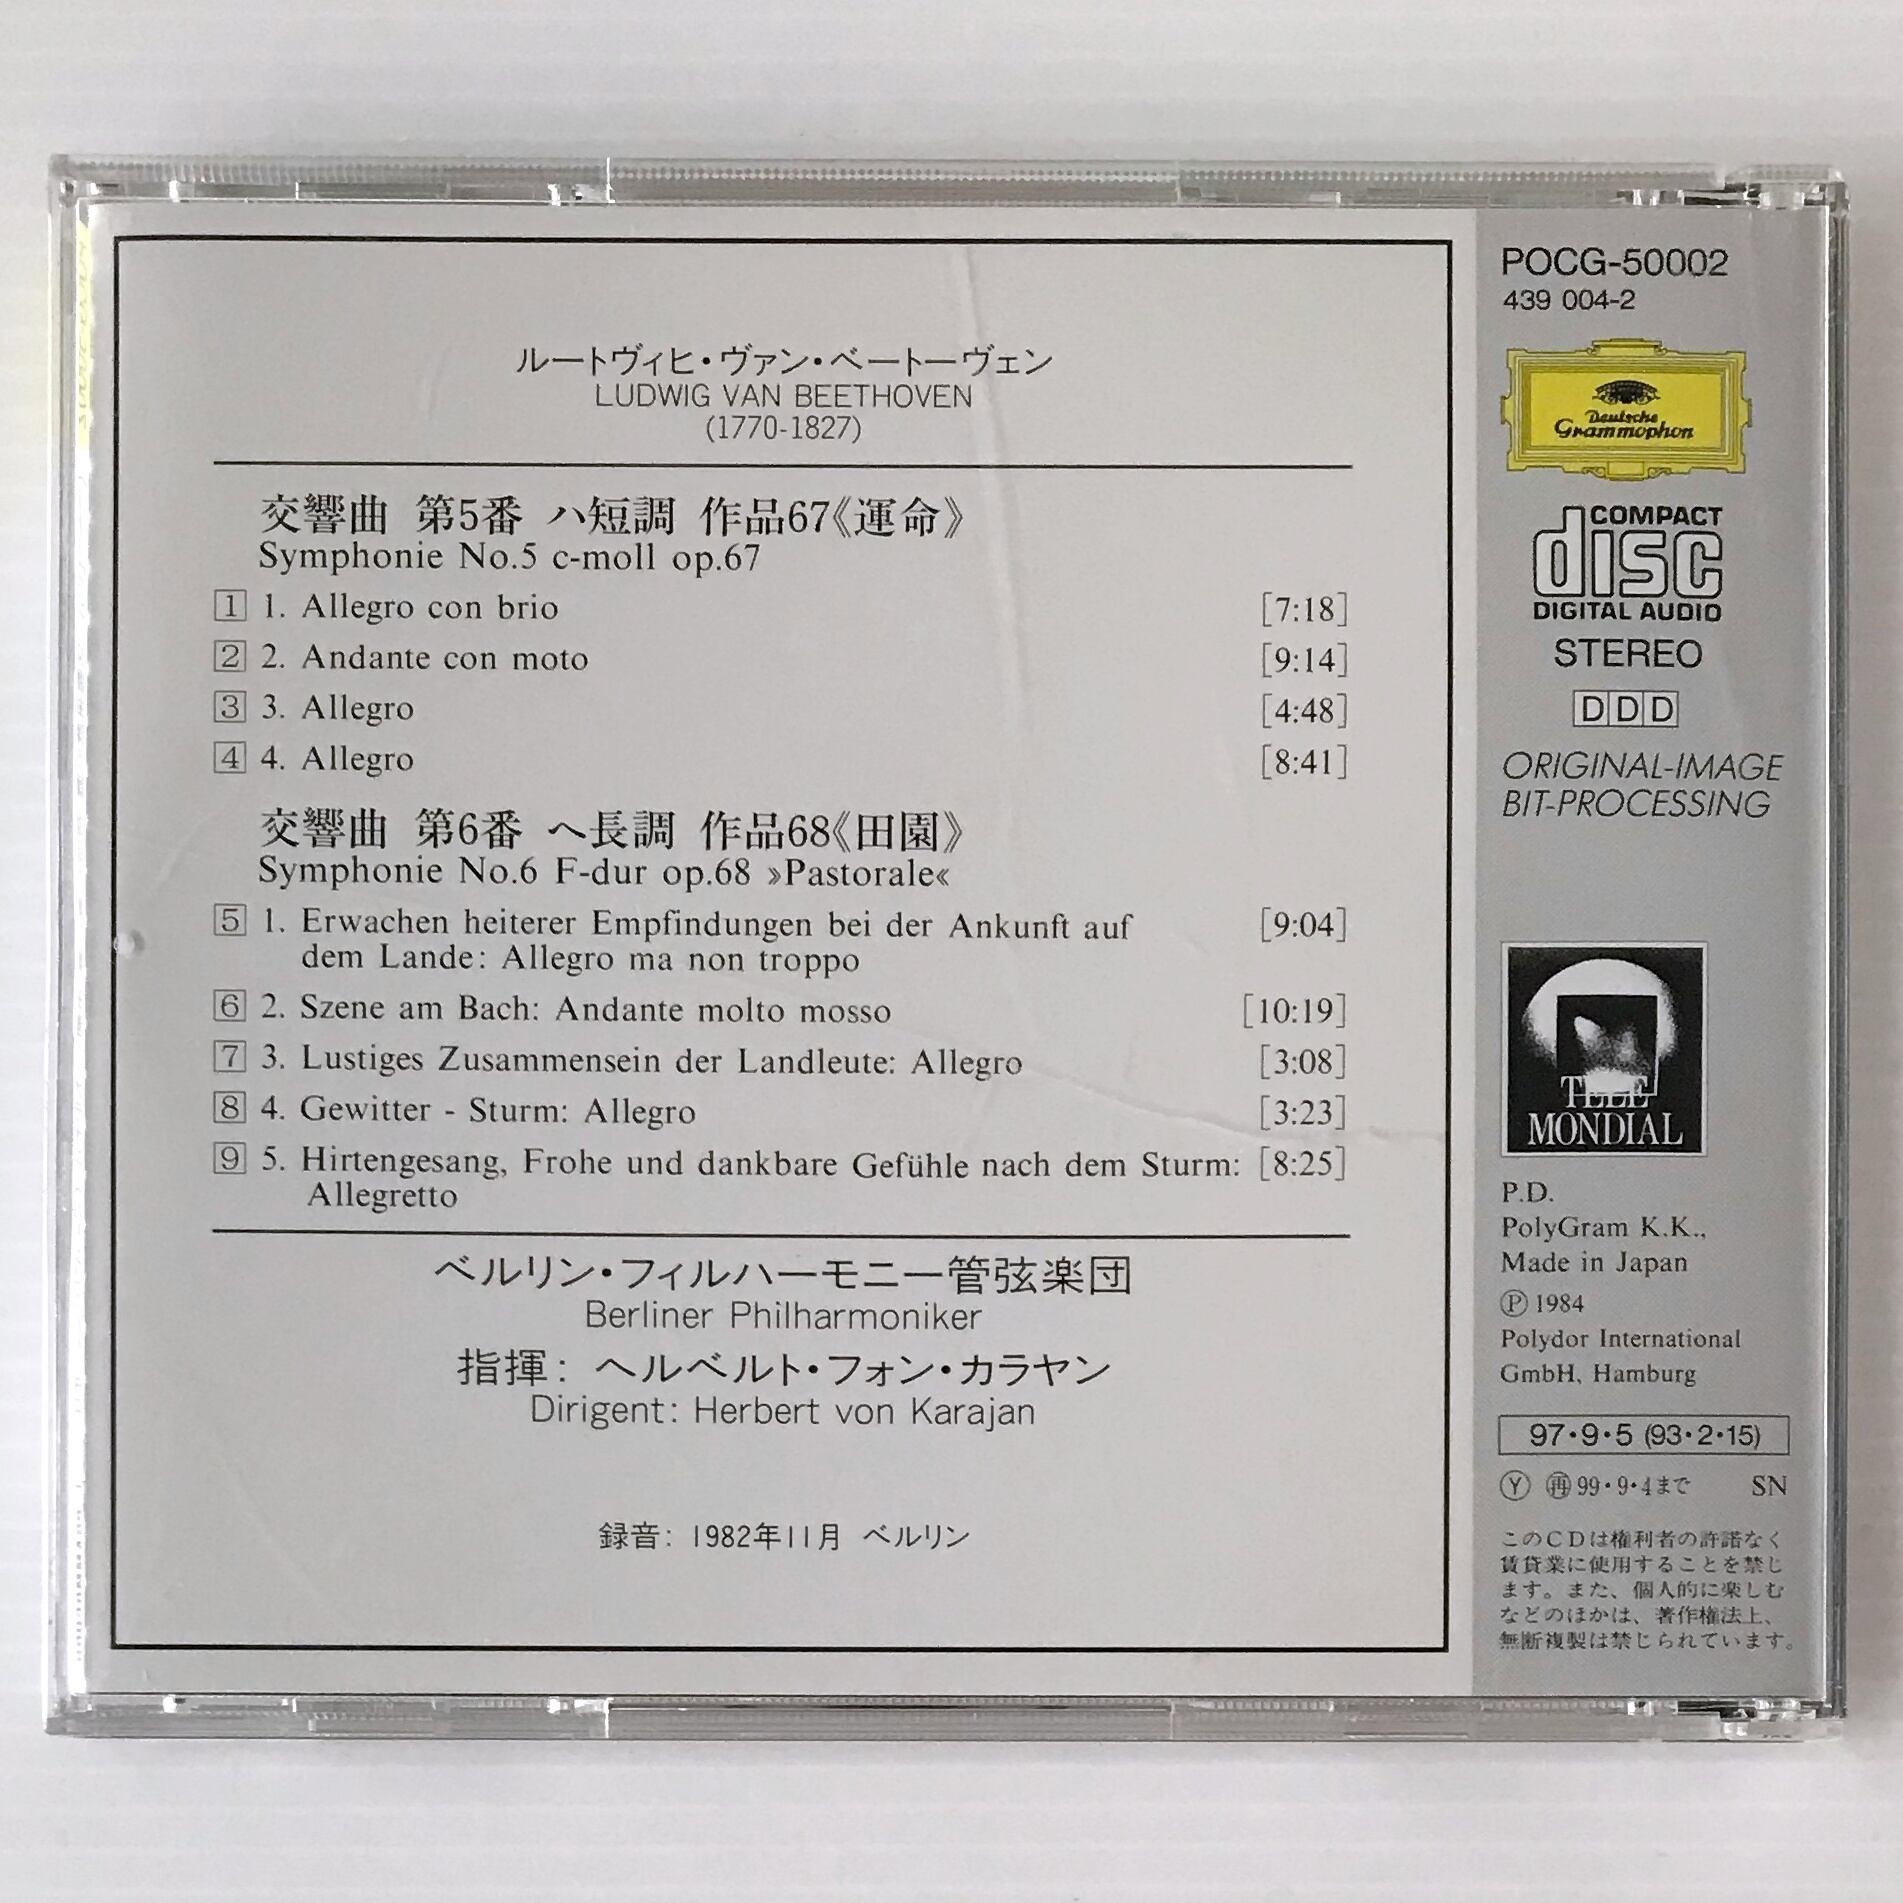 ルートヴィヒ・ヴァン・ベートーヴェン
LUDWIG VAN BEETHOVEN
(1770-1827)
交響曲 第5番 ハ短調 作品67《運命》
Symphonie No.5 c-moll op.67
1 1. Allegro con brio [7:18]
2 2. Andante con moto [9:14]
3 3. Allegro [4:48]
4 4. Allegro [8:41]
交響曲 第6番 ヘ長調 作品68《田園》
Symphonie No.6 F-dur op.68 »Pastorale«
5 1. Erwachen heiterer Empfindungen bei der Ankunft auf [9:04]
dem Lande: Allegro ma non troppo
6 2. Szene am Bach: Andante molto mosso [10:19]
7 3. Lustiges Zusammensein der Landleute: Allegro [3:08]
8 4. Gewitter - Sturm: Allegro [3:23]
9 5. Hirtengesang, Frohe und dankbare Gefühle nach dem Sturm: [8:25]
Allegretto
ベルリン・フィルハーモニー管弦楽団
Berliner Philharmoniker
指揮: ヘルベルト・フォン・カラヤン
Dirigent: Herbert von Karajan
録音: 1982年11月 ベルリン
POCG-50002
439 004-2
Deutsche
Grammophon
COMPACT
disc
DIGITAL AUDIO
STEREO
DDD
ORIGINAL-IMAGE
BIT-PROCESSING
TELE
MONDIAL
P.D.
PolyGram K.K.,
Made in Japan
Ⓟ 1984
Polydor International
GmbH, Hamburg
97・9・5 (93・2・15)
Ⓨ ㊢99・9・4まで SN
このCDは権利者の許諾なく
賃貸業に使用することを禁じ
ます。また、個人的に楽しむ
などのほかは、著作権法上、
無断複製は禁じられています。